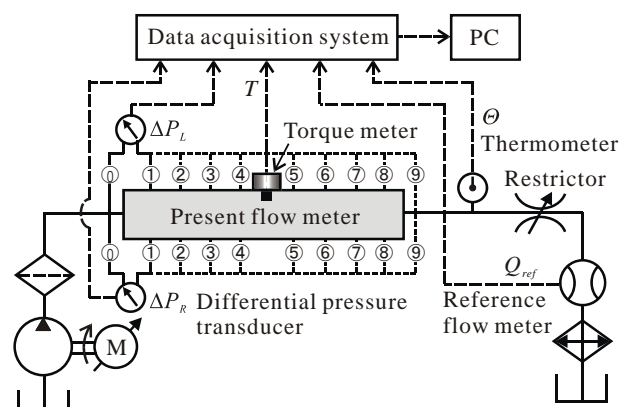 Data acquisition system
PC
T
ΔP_L
Torque meter
Θ
Thermometer
Restrictor
⓪ ① ② ③ ④ ⑤ ⑥ ⑦ ⑧ ⑨
Present flow meter
⓪ ① ② ③ ④ ⑤ ⑥ ⑦ ⑧ ⑨
Q_ref
ΔP_R
Differential pressure
transducer
Reference
flow meter
M